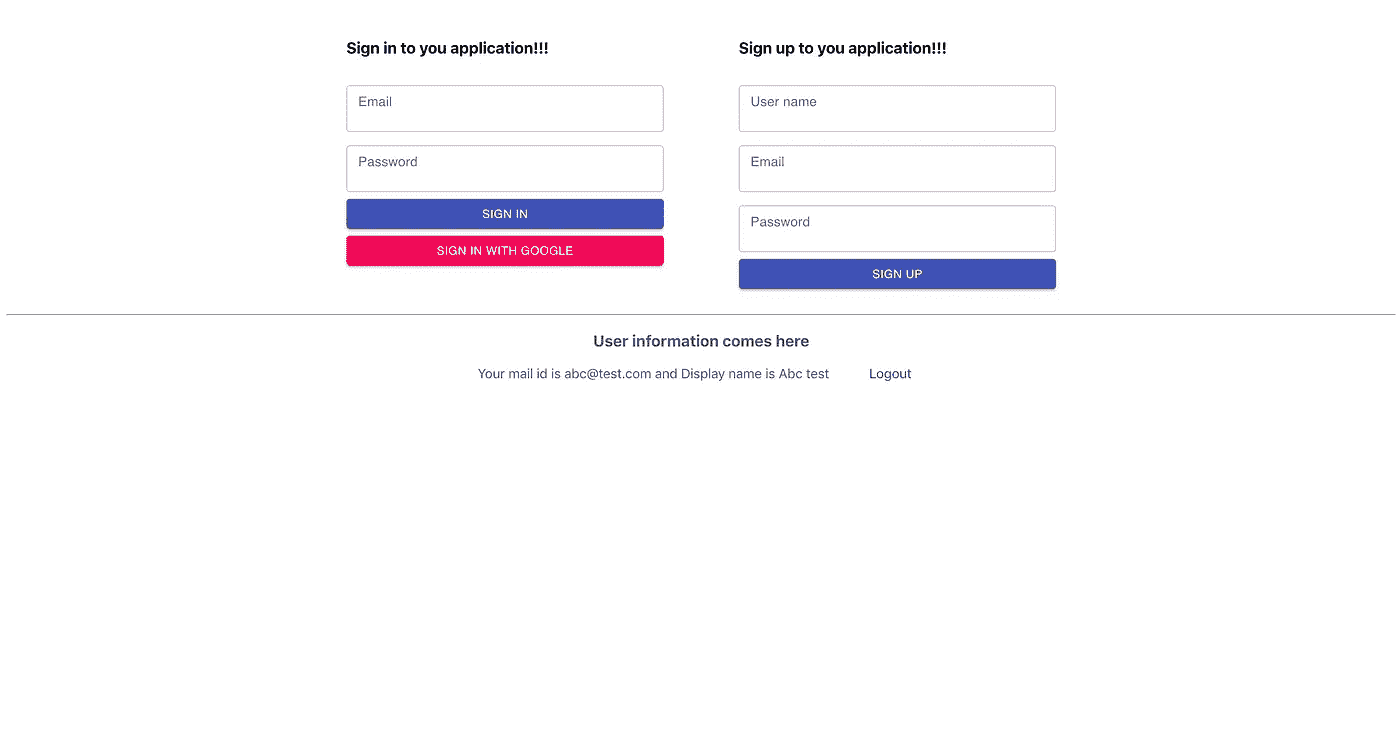 Sign in to you application!!!
Email
Password
SIGN IN
SIGN IN WITH GOOGLE
Sign up to you application!!!
User name
Email
Password
SIGN UP
User information comes here
Your mail id is abc@test.com and Display name is Abc test
Logout